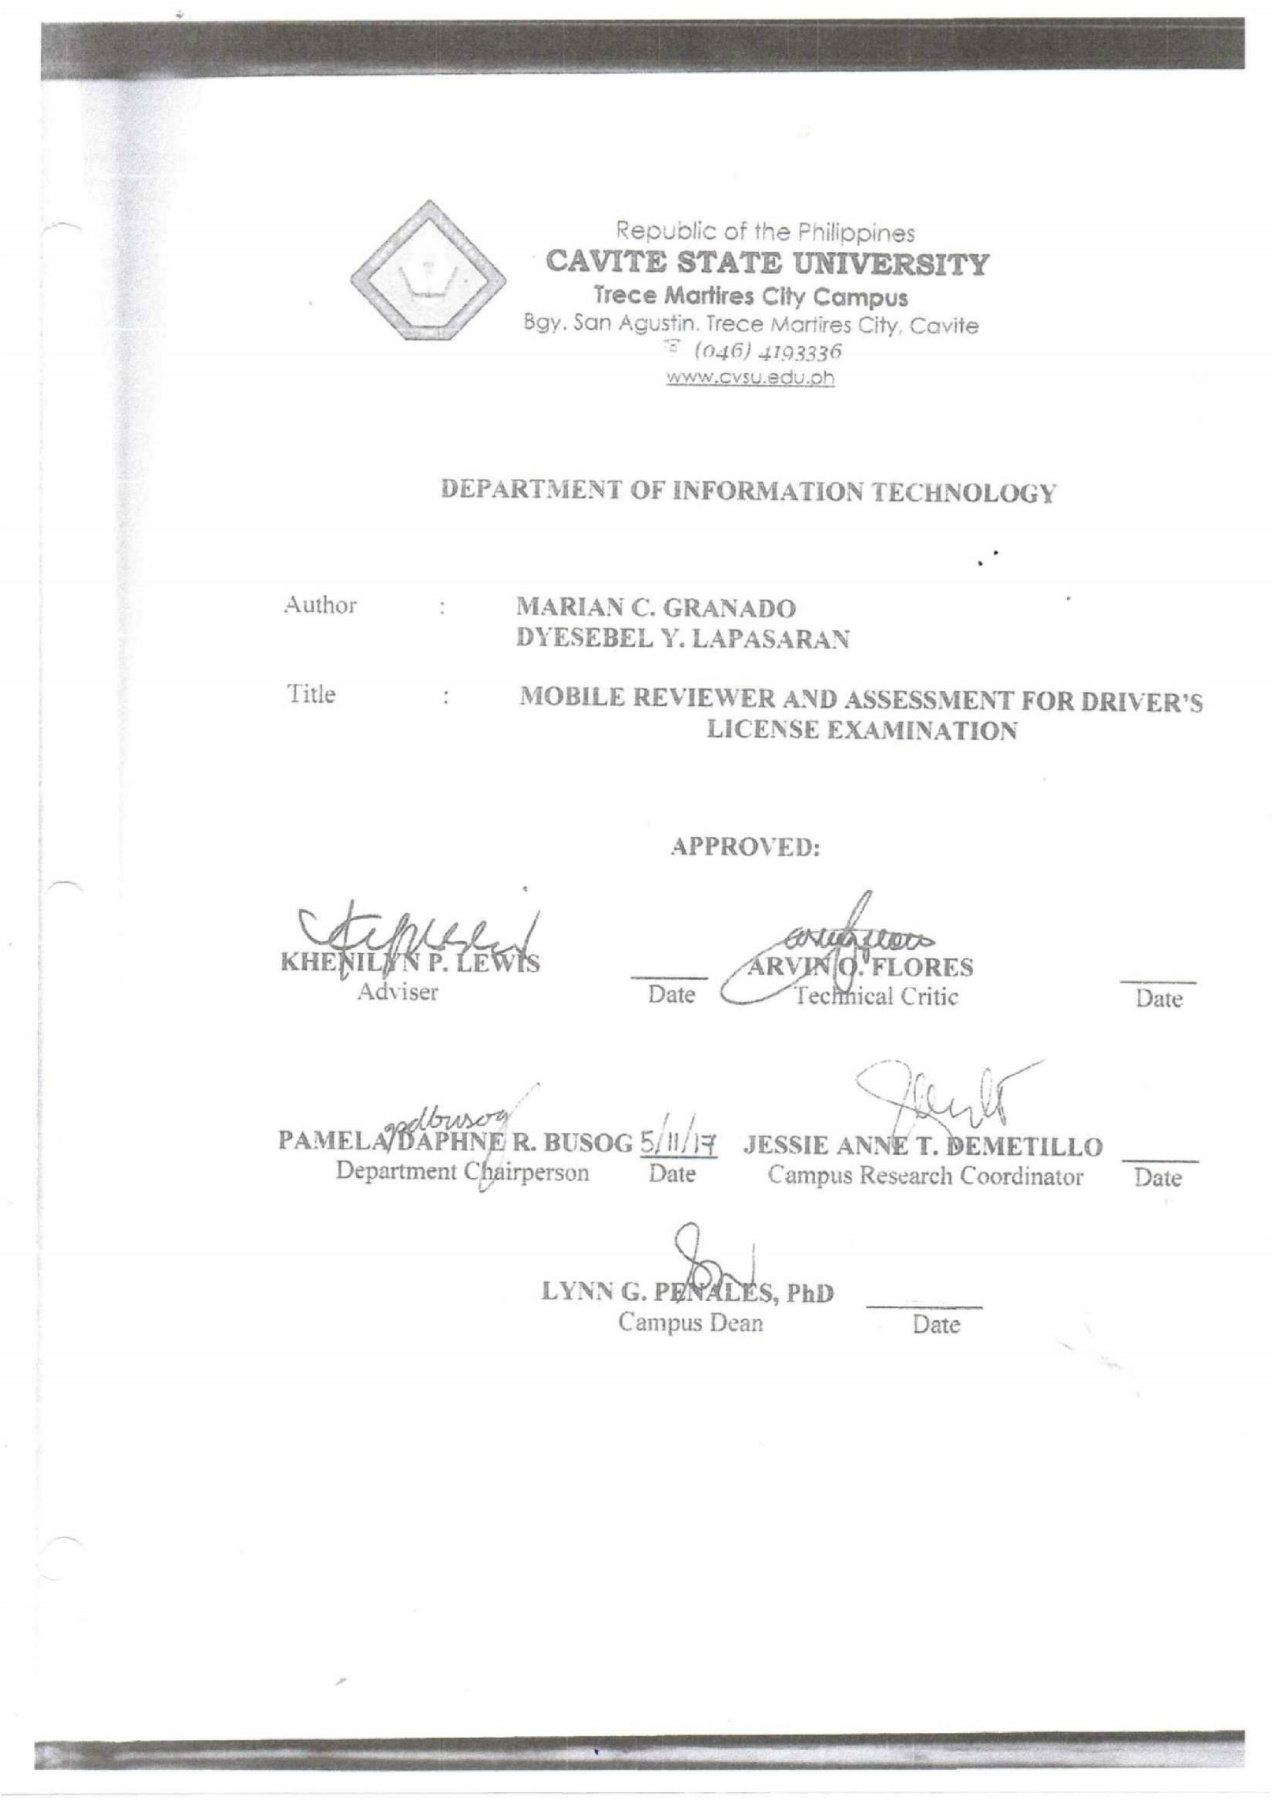 Republic of the Philippines
CAVITE STATE UNIVERSITY
Trece Martires City Campus
Bgy. San Agustin. Trece Martires City, Cavite
☏ (046) 4193336
www.cvsu.edu.ph
DEPARTMENT OF INFORMATION TECHNOLOGY
Author : MARIAN C. GRANADO
DYESEBEL Y. LAPASARAN
Title : MOBILE REVIEWER AND ASSESSMENT FOR DRIVER'S
LICENSE EXAMINATION
APPROVED:
KHENILYN P. LEWIS ARVIN O. FLORES
Adviser Date Technical Critic Date
PAMELA DAPHNE R. BUSOG 5/11/17 JESSIE ANNE T. DEMETILLO
Department Chairperson Date Campus Research Coordinator Date
LYNN G. PENALES, PhD
Campus Dean Date